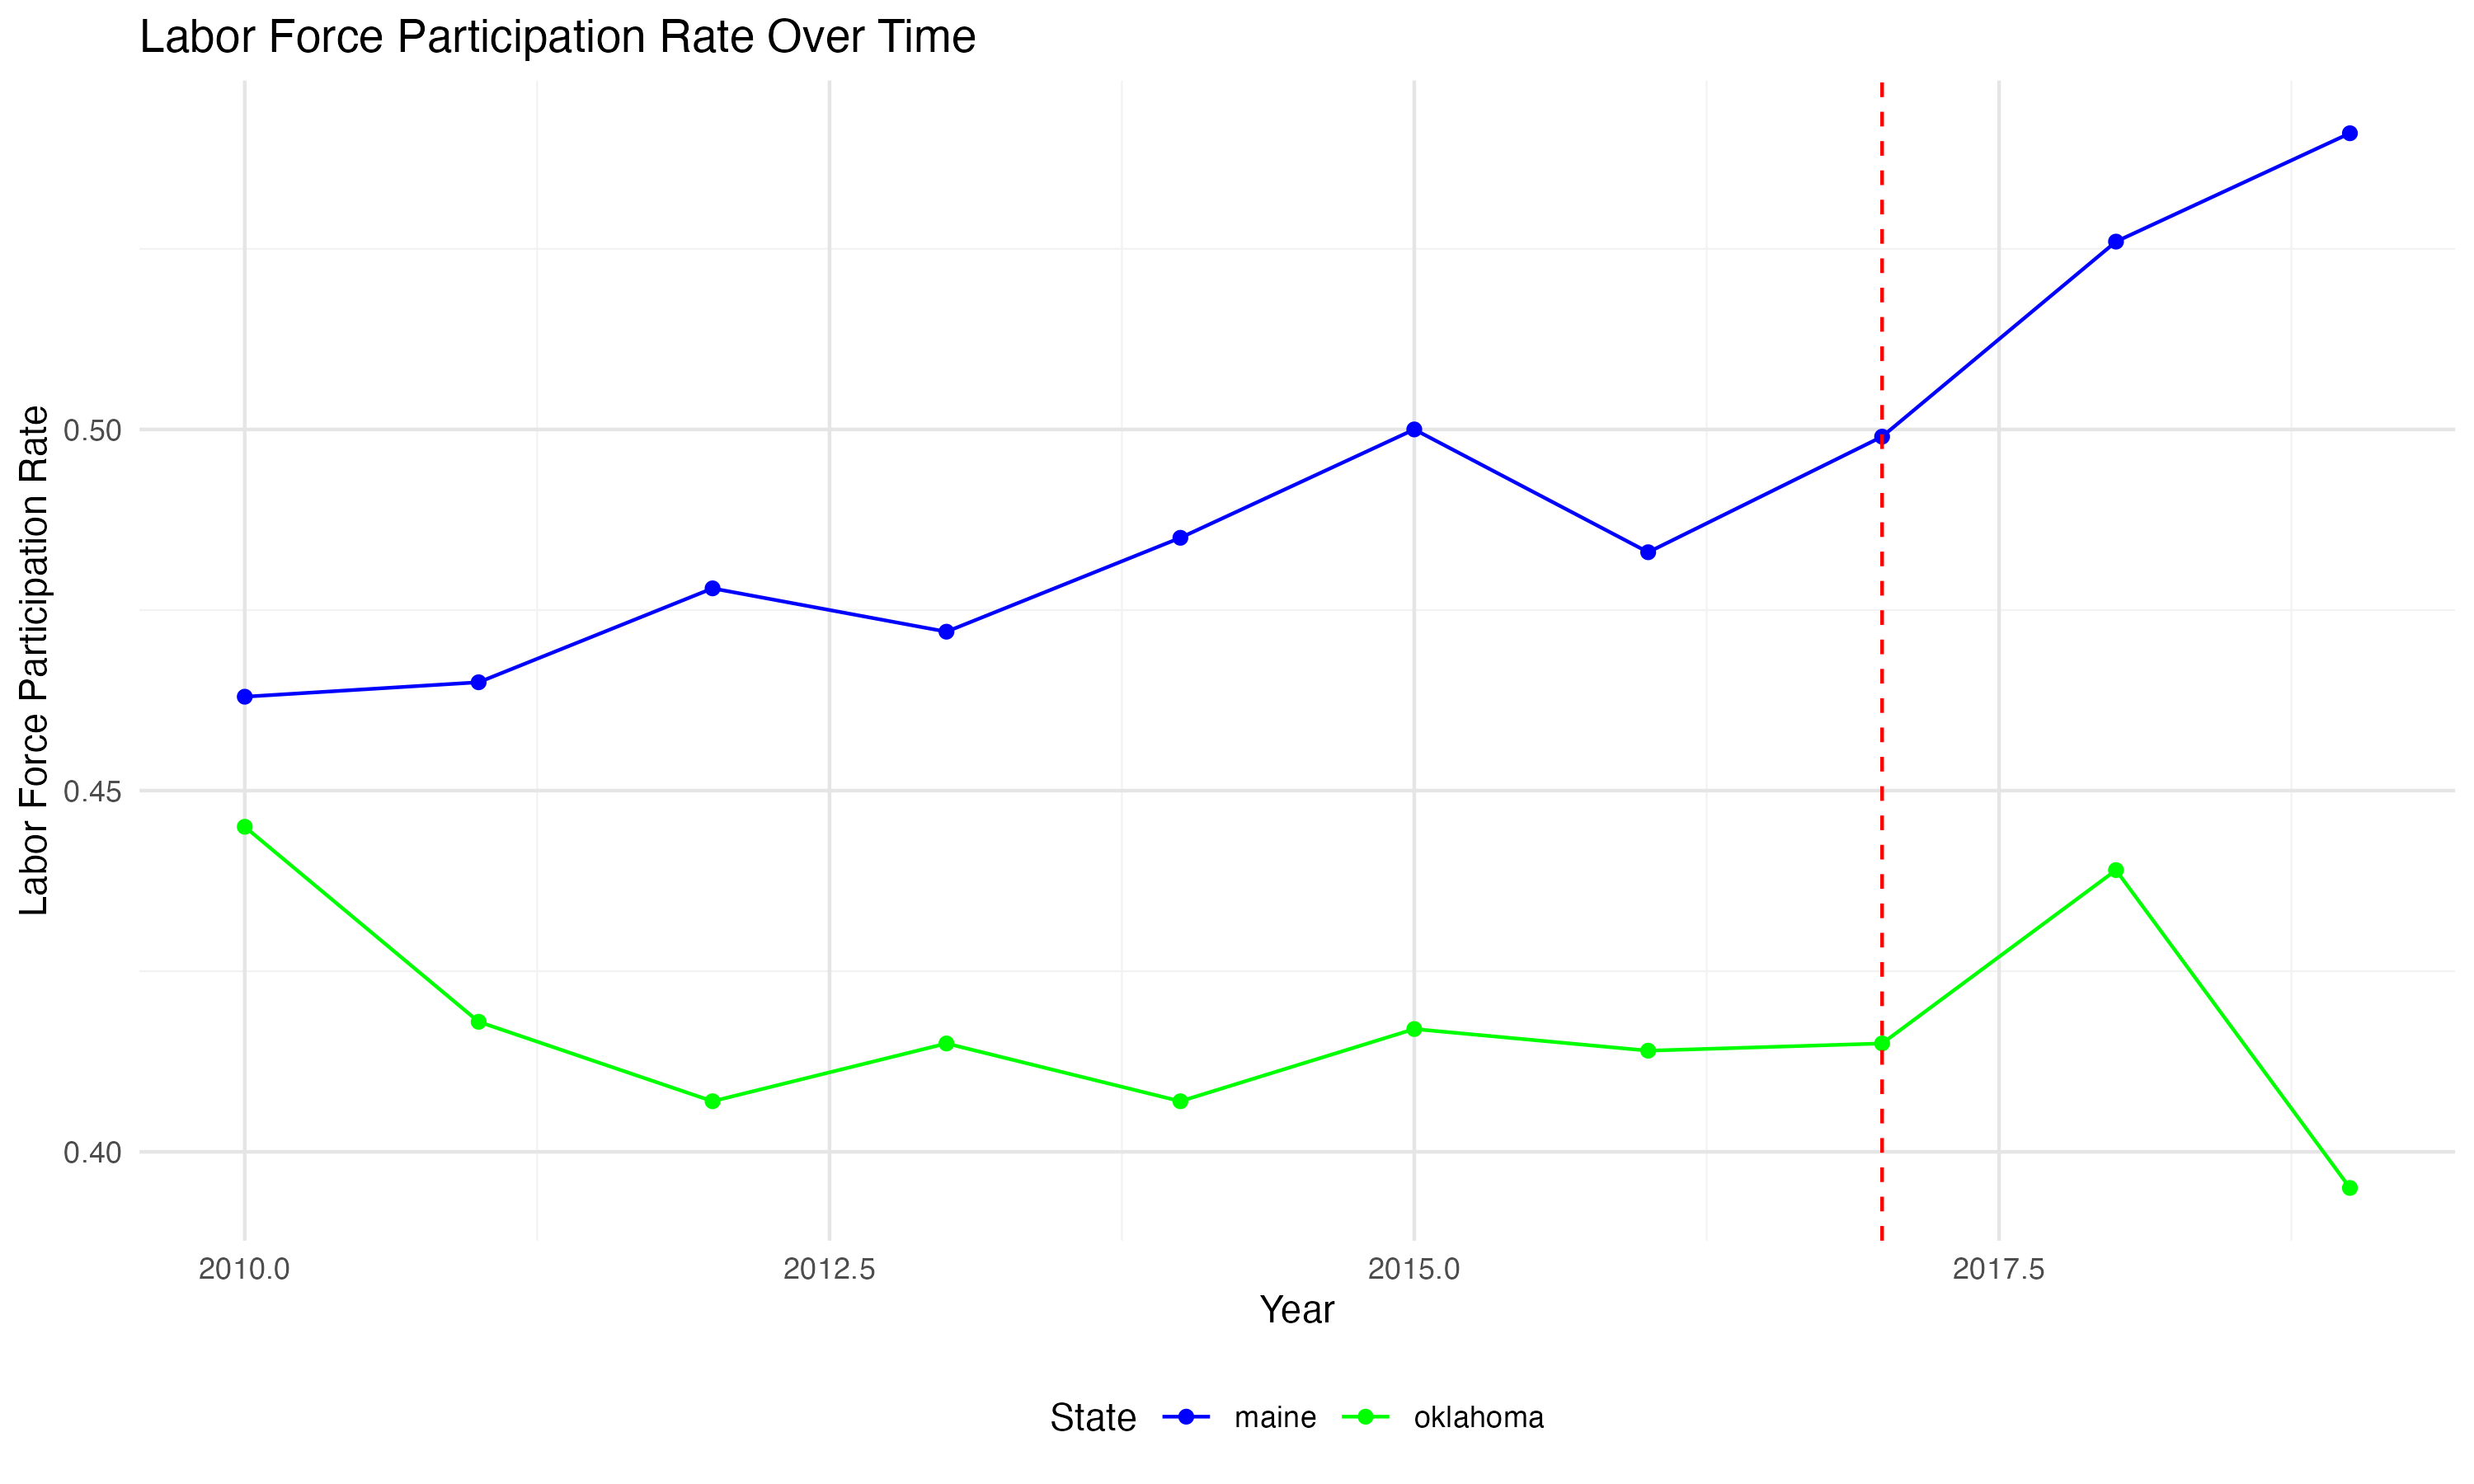 Labor Force Participation Rate Over Time
Labor Force Participation Rate
0.50
0.45
0.40
2010.0 2012.5 2015.0 2017.5
Year
State maine oklahoma